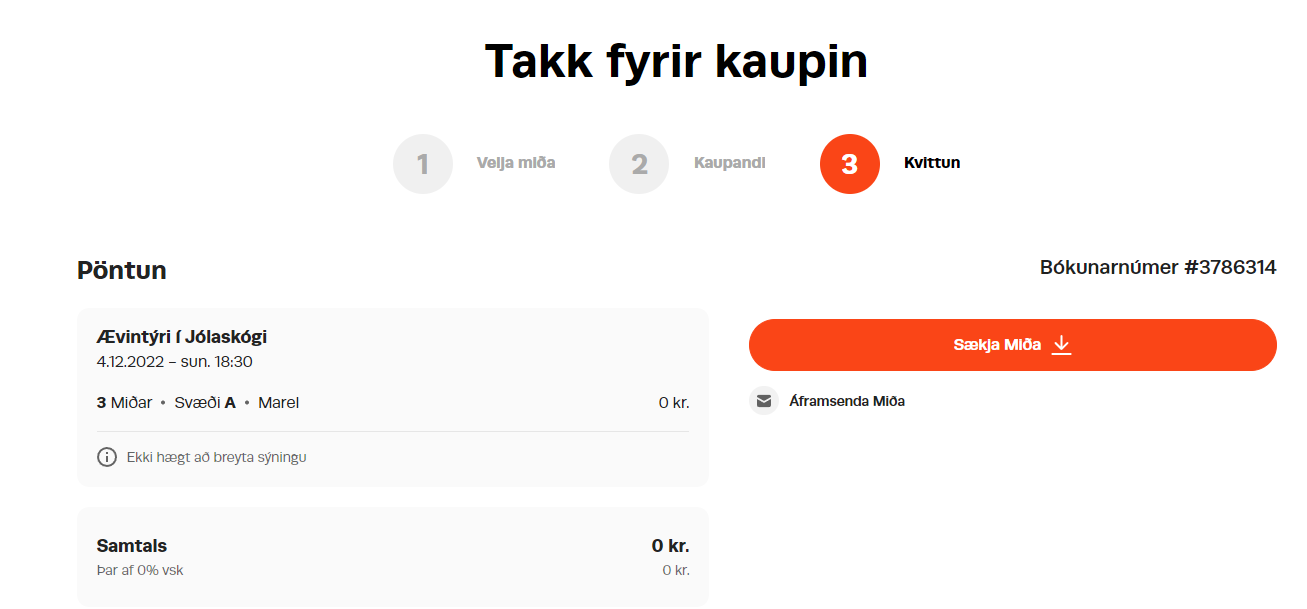 Takk fyrir kaupin
1 Velja miða 2 Kaupandi 3 Kvittun
Pöntun
Bókunarnúmer #3786314
Ævintýri í Jólaskógi
4.12.2022 – sun. 18:30
3 Miðar • Svæði A • Marel 0 kr.
Ekki hægt að breyta sýningu
Sækja Miða
Áframsenda Miða
Samtals 0 kr.
Þar af 0% vsk 0 kr.